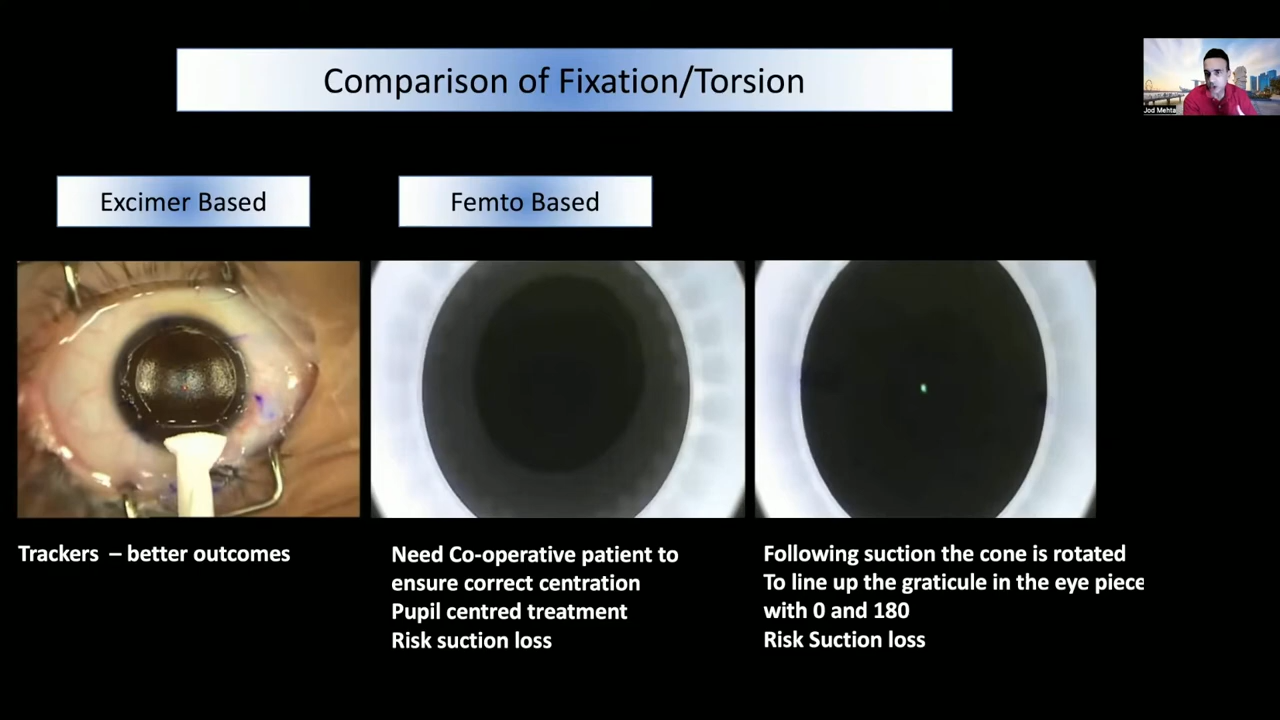 Comparison of Fixation/Torsion
Jod Mehta
Excimer Based
Femto Based
Trackers – better outcomes
Need Co-operative patient to
ensure correct centration
Pupil centred treatment
Risk suction loss
Following suction the cone is rotated
To line up the graticule in the eye piece
with 0 and 180
Risk Suction loss